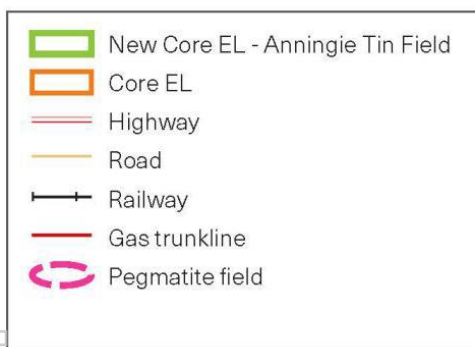 New Core EL - Anningie Tin Field
Core EL
Highway
Road
Railway
Gas trunkline
Pegmatite field